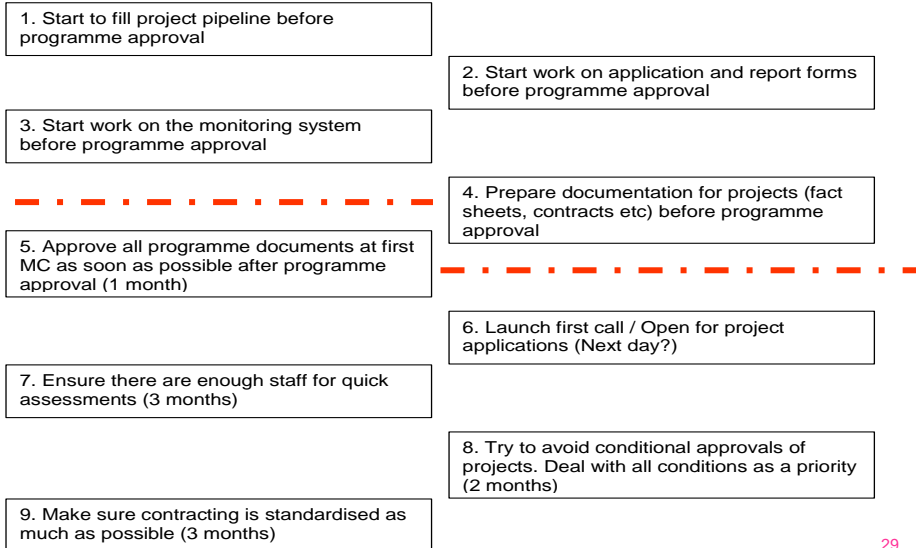 1. Start to fill project pipeline before
programme approval
2. Start work on application and report forms
before programme approval
3. Start work on the monitoring system
before programme approval
4. Prepare documentation for projects (fact
sheets, contracts etc) before programme
approval
5. Approve all programme documents at first
MC as soon as possible after programme
approval (1 month)
6. Launch first call / Open for project
applications (Next day?)
7. Ensure there are enough staff for quick
assessments (3 months)
8. Try to avoid conditional approvals of
projects. Deal with all conditions as a priority
(2 months)
9. Make sure contracting is standardised as
much as possible (3 months)
29